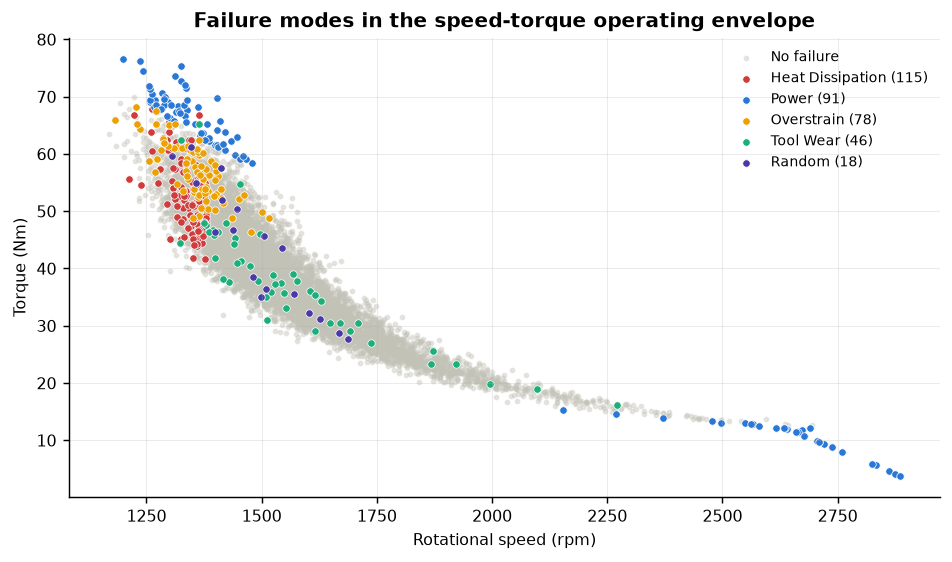 Failure modes in the speed-torque operating envelope
80
70
60
50
40
30
20
10
Torque (Nm)
No failure
Heat Dissipation (115)
Power (91)
Overstrain (78)
Tool Wear (46)
Random (18)
1250 1500 1750 2000 2250 2500 2750
Rotational speed (rpm)